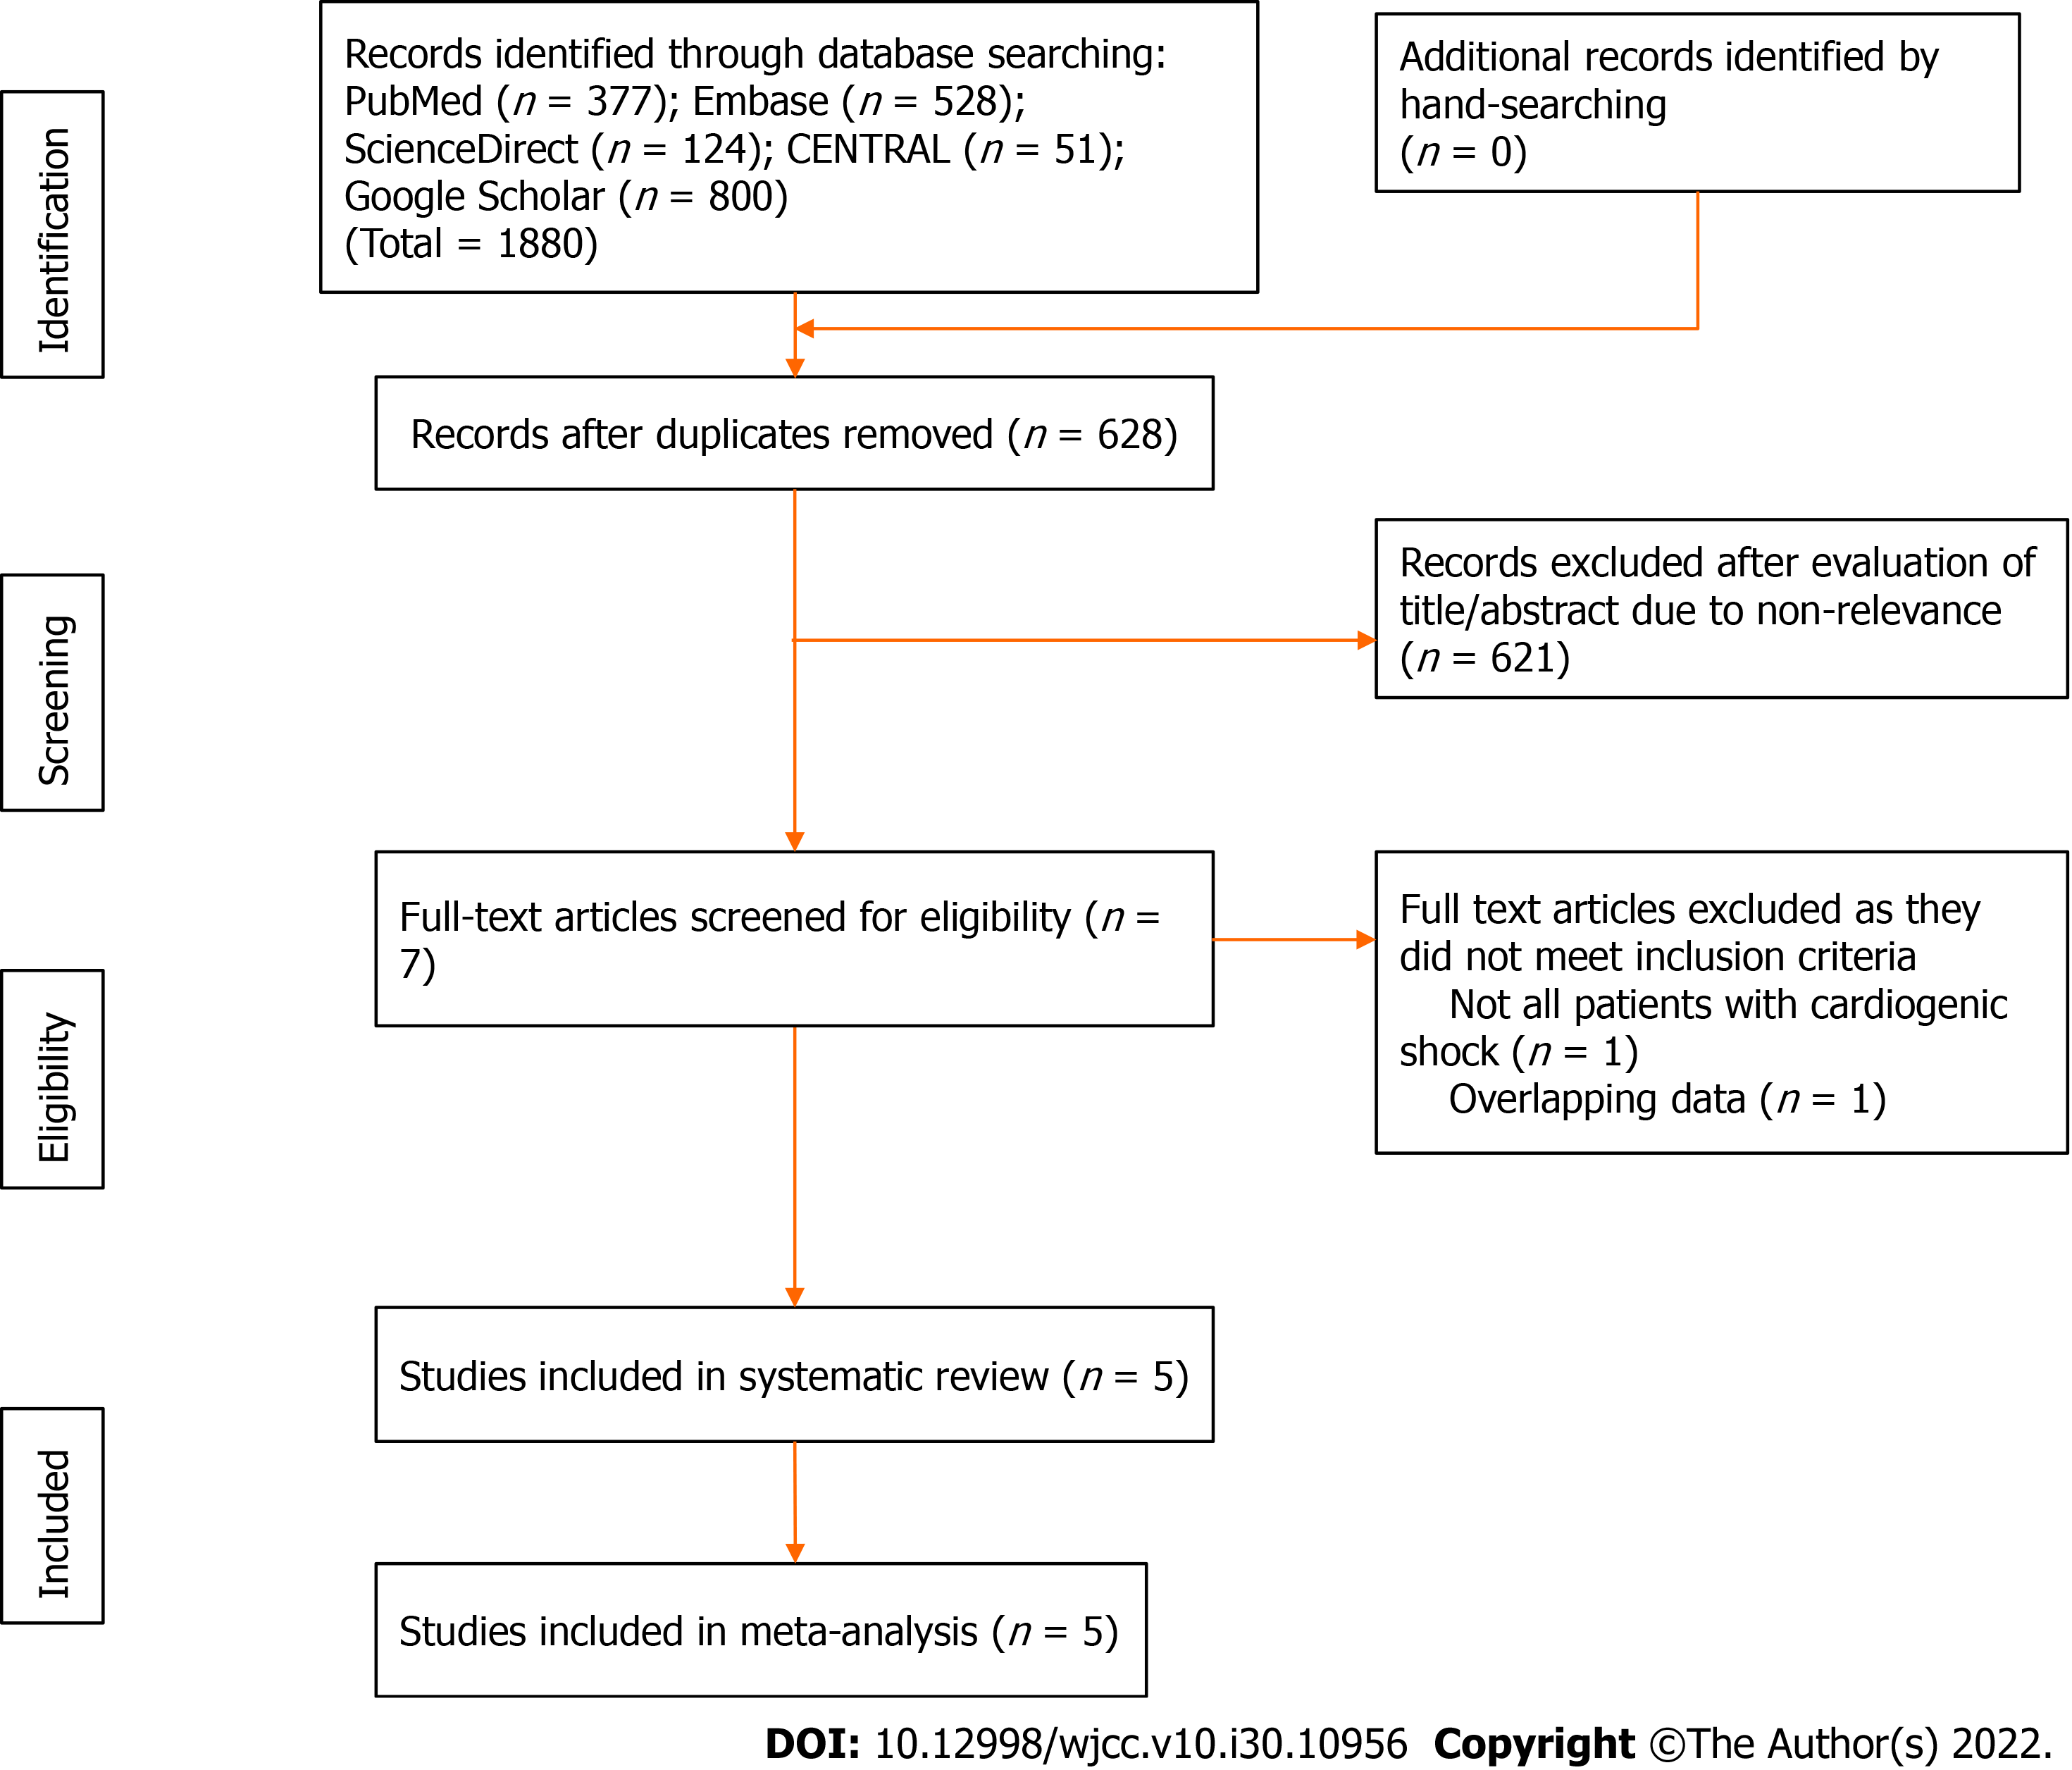 Identification
Records identified through database searching:
PubMed (n = 377); Embase (n = 528);
ScienceDirect (n = 124); CENTRAL (n = 51);
Google Scholar (n = 800)
(Total = 1880)
Additional records identified by
hand-searching
(n = 0)
Records after duplicates removed (n = 628)
Screening
Records excluded after evaluation of
title/abstract due to non-relevance
(n = 621)
Full-text articles screened for eligibility (n =
7)
Eligibility
Full text articles excluded as they
did not meet inclusion criteria
Not all patients with cardiogenic
shock (n = 1)
Overlapping data (n = 1)
Studies included in systematic review (n = 5)
Included
Studies included in meta-analysis (n = 5)
DOI: 10.12998/wjcc.v10.i30.10956 Copyright ©The Author(s) 2022.